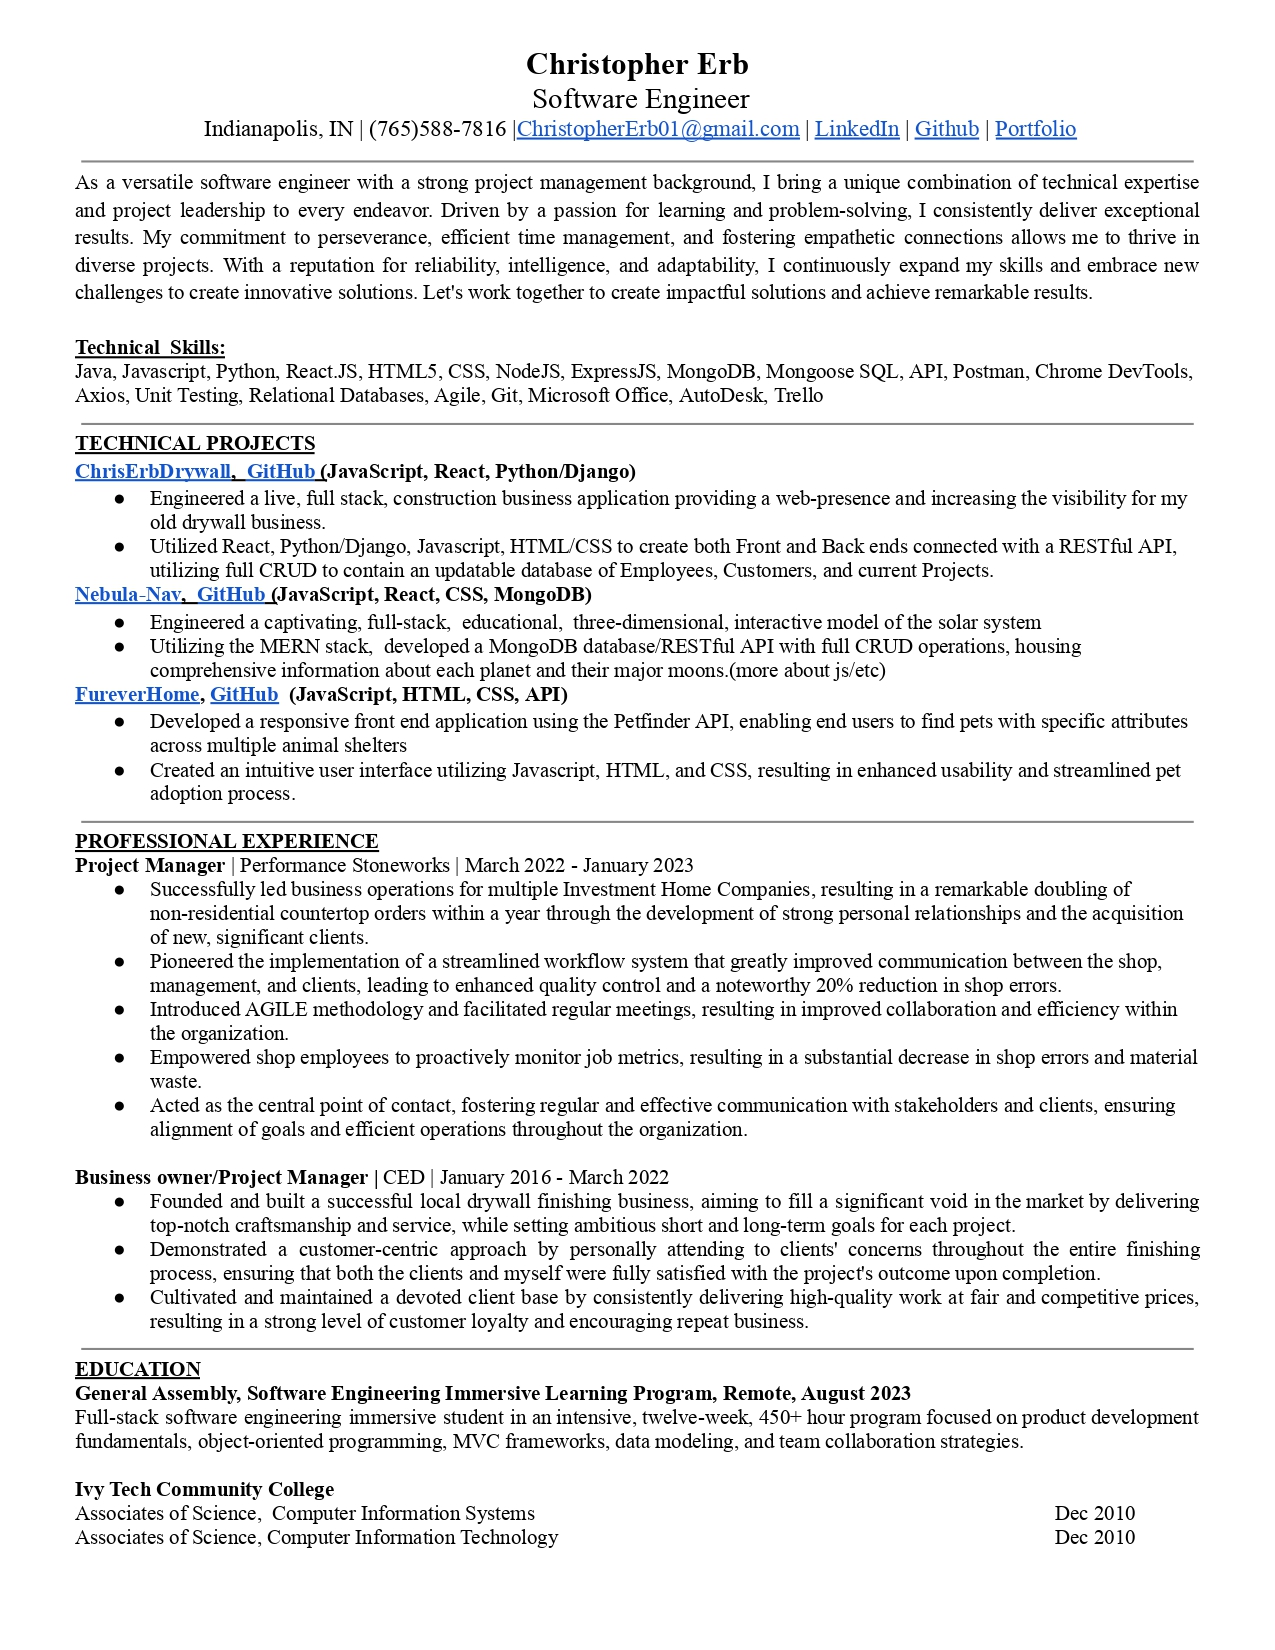 Christopher Erb
Software Engineer
Indianapolis, IN | (765)588-7816 |ChristopherErb01@gmail.com | LinkedIn | Github | Portfolio
As a versatile software engineer with a strong project management background, I bring a unique combination of technical expertise
and project leadership to every endeavor. Driven by a passion for learning and problem-solving, I consistently deliver exceptional
results. My commitment to perseverance, efficient time management, and fostering empathetic connections allows me to thrive in
diverse projects. With a reputation for reliability, intelligence, and adaptability, I continuously expand my skills and embrace new
challenges to create innovative solutions. Let's work together to create impactful solutions and achieve remarkable results.
Technical  Skills:
Java, Javascript, Python, React.JS, HTML5, CSS, NodeJS, ExpressJS, MongoDB, Mongoose SQL, API, Postman, Chrome DevTools,
Axios, Unit Testing, Relational Databases, Agile, Git, Microsoft Office, AutoDesk, Trello
TECHNICAL PROJECTS
ChrisErbDrywall,  GitHub (JavaScript, React, Python/Django)
● Engineered a live, full stack, construction business application providing a web-presence and increasing the visibility for my
old drywall business.
● Utilized React, Python/Django, Javascript, HTML/CSS to create both Front and Back ends connected with a RESTful API,
utilizing full CRUD to contain an updatable database of Employees, Customers, and current Projects.
Nebula-Nav,  GitHub (JavaScript, React, CSS, MongoDB)
● Engineered a captivating, full-stack,  educational,  three-dimensional, interactive model of the solar system
● Utilizing the MERN stack,  developed a MongoDB database/RESTful API with full CRUD operations, housing
comprehensive information about each planet and their major moons.(more about js/etc)
FureverHome, GitHub  (JavaScript, HTML, CSS, API)
● Developed a responsive front end application using the Petfinder API, enabling end users to find pets with specific attributes
across multiple animal shelters
● Created an intuitive user interface utilizing Javascript, HTML, and CSS, resulting in enhanced usability and streamlined pet
adoption process.
PROFESSIONAL EXPERIENCE
Project Manager | Performance Stoneworks | March 2022 - January 2023
● Successfully led business operations for multiple Investment Home Companies, resulting in a remarkable doubling of
non-residential countertop orders within a year through the development of strong personal relationships and the acquisition
of new, significant clients.
● Pioneered the implementation of a streamlined workflow system that greatly improved communication between the shop,
management, and clients, leading to enhanced quality control and a noteworthy 20% reduction in shop errors.
● Introduced AGILE methodology and facilitated regular meetings, resulting in improved collaboration and efficiency within
the organization.
● Empowered shop employees to proactively monitor job metrics, resulting in a substantial decrease in shop errors and material
waste.
● Acted as the central point of contact, fostering regular and effective communication with stakeholders and clients, ensuring
alignment of goals and efficient operations throughout the organization.
Business owner/Project Manager | CED | January 2016 - March 2022
● Founded and built a successful local drywall finishing business, aiming to fill a significant void in the market by delivering
top-notch craftsmanship and service, while setting ambitious short and long-term goals for each project.
● Demonstrated a customer-centric approach by personally attending to clients' concerns throughout the entire finishing
process, ensuring that both the clients and myself were fully satisfied with the project's outcome upon completion.
● Cultivated and maintained a devoted client base by consistently delivering high-quality work at fair and competitive prices,
resulting in a strong level of customer loyalty and encouraging repeat business.
EDUCATION
General Assembly, Software Engineering Immersive Learning Program, Remote, August 2023
Full-stack software engineering immersive student in an intensive, twelve-week, 450+ hour program focused on product development
fundamentals, object-oriented programming, MVC frameworks, data modeling, and team collaboration strategies.
Ivy Tech Community College
Associates of Science,  Computer Information Systems Dec 2010
Associates of Science, Computer Information Technology Dec 2010